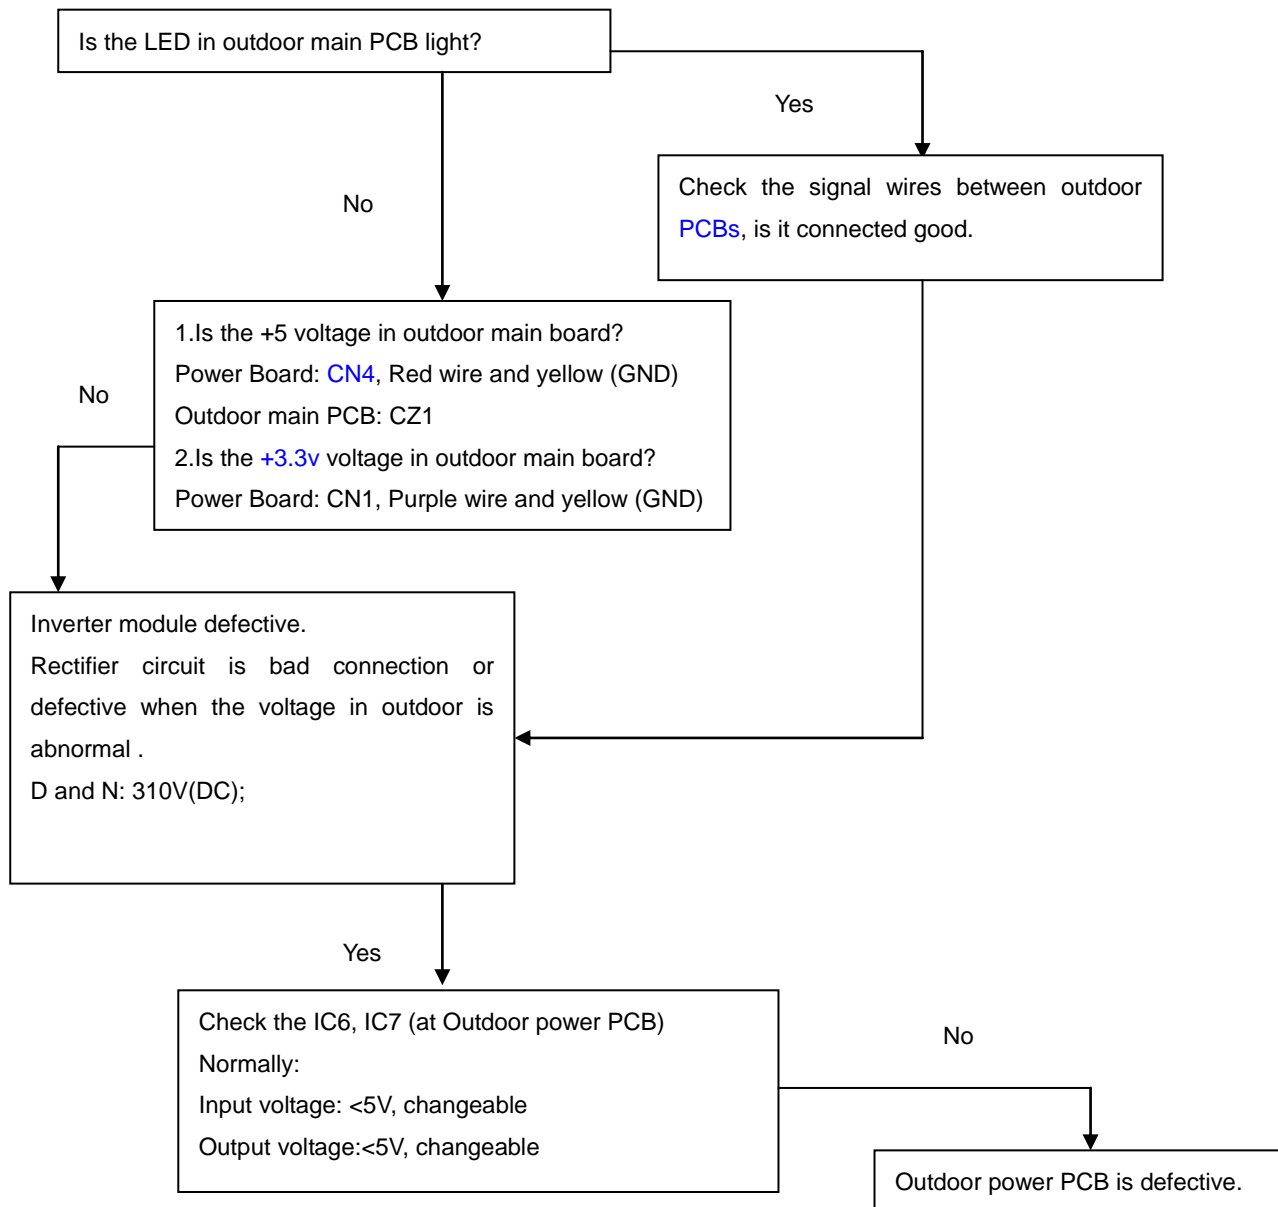 Is the LED in outdoor main PCB light?
Yes
Check the signal wires between outdoor
PCBs, is it connected good.
No
1.Is the +5 voltage in outdoor main board?
Power Board: CN4, Red wire and yellow (GND)
Outdoor main PCB: CZ1
2.Is the +3.3v voltage in outdoor main board?
Power Board: CN1, Purple wire and yellow (GND)
No
Inverter module defective.
Rectifier circuit is bad connection or
defective when the voltage in outdoor is
abnormal .
D and N: 310V(DC);
Yes
Check the IC6, IC7 (at Outdoor power PCB)
Normally:
Input voltage: <5V, changeable
Output voltage:<5V, changeable
No
Outdoor power PCB is defective.